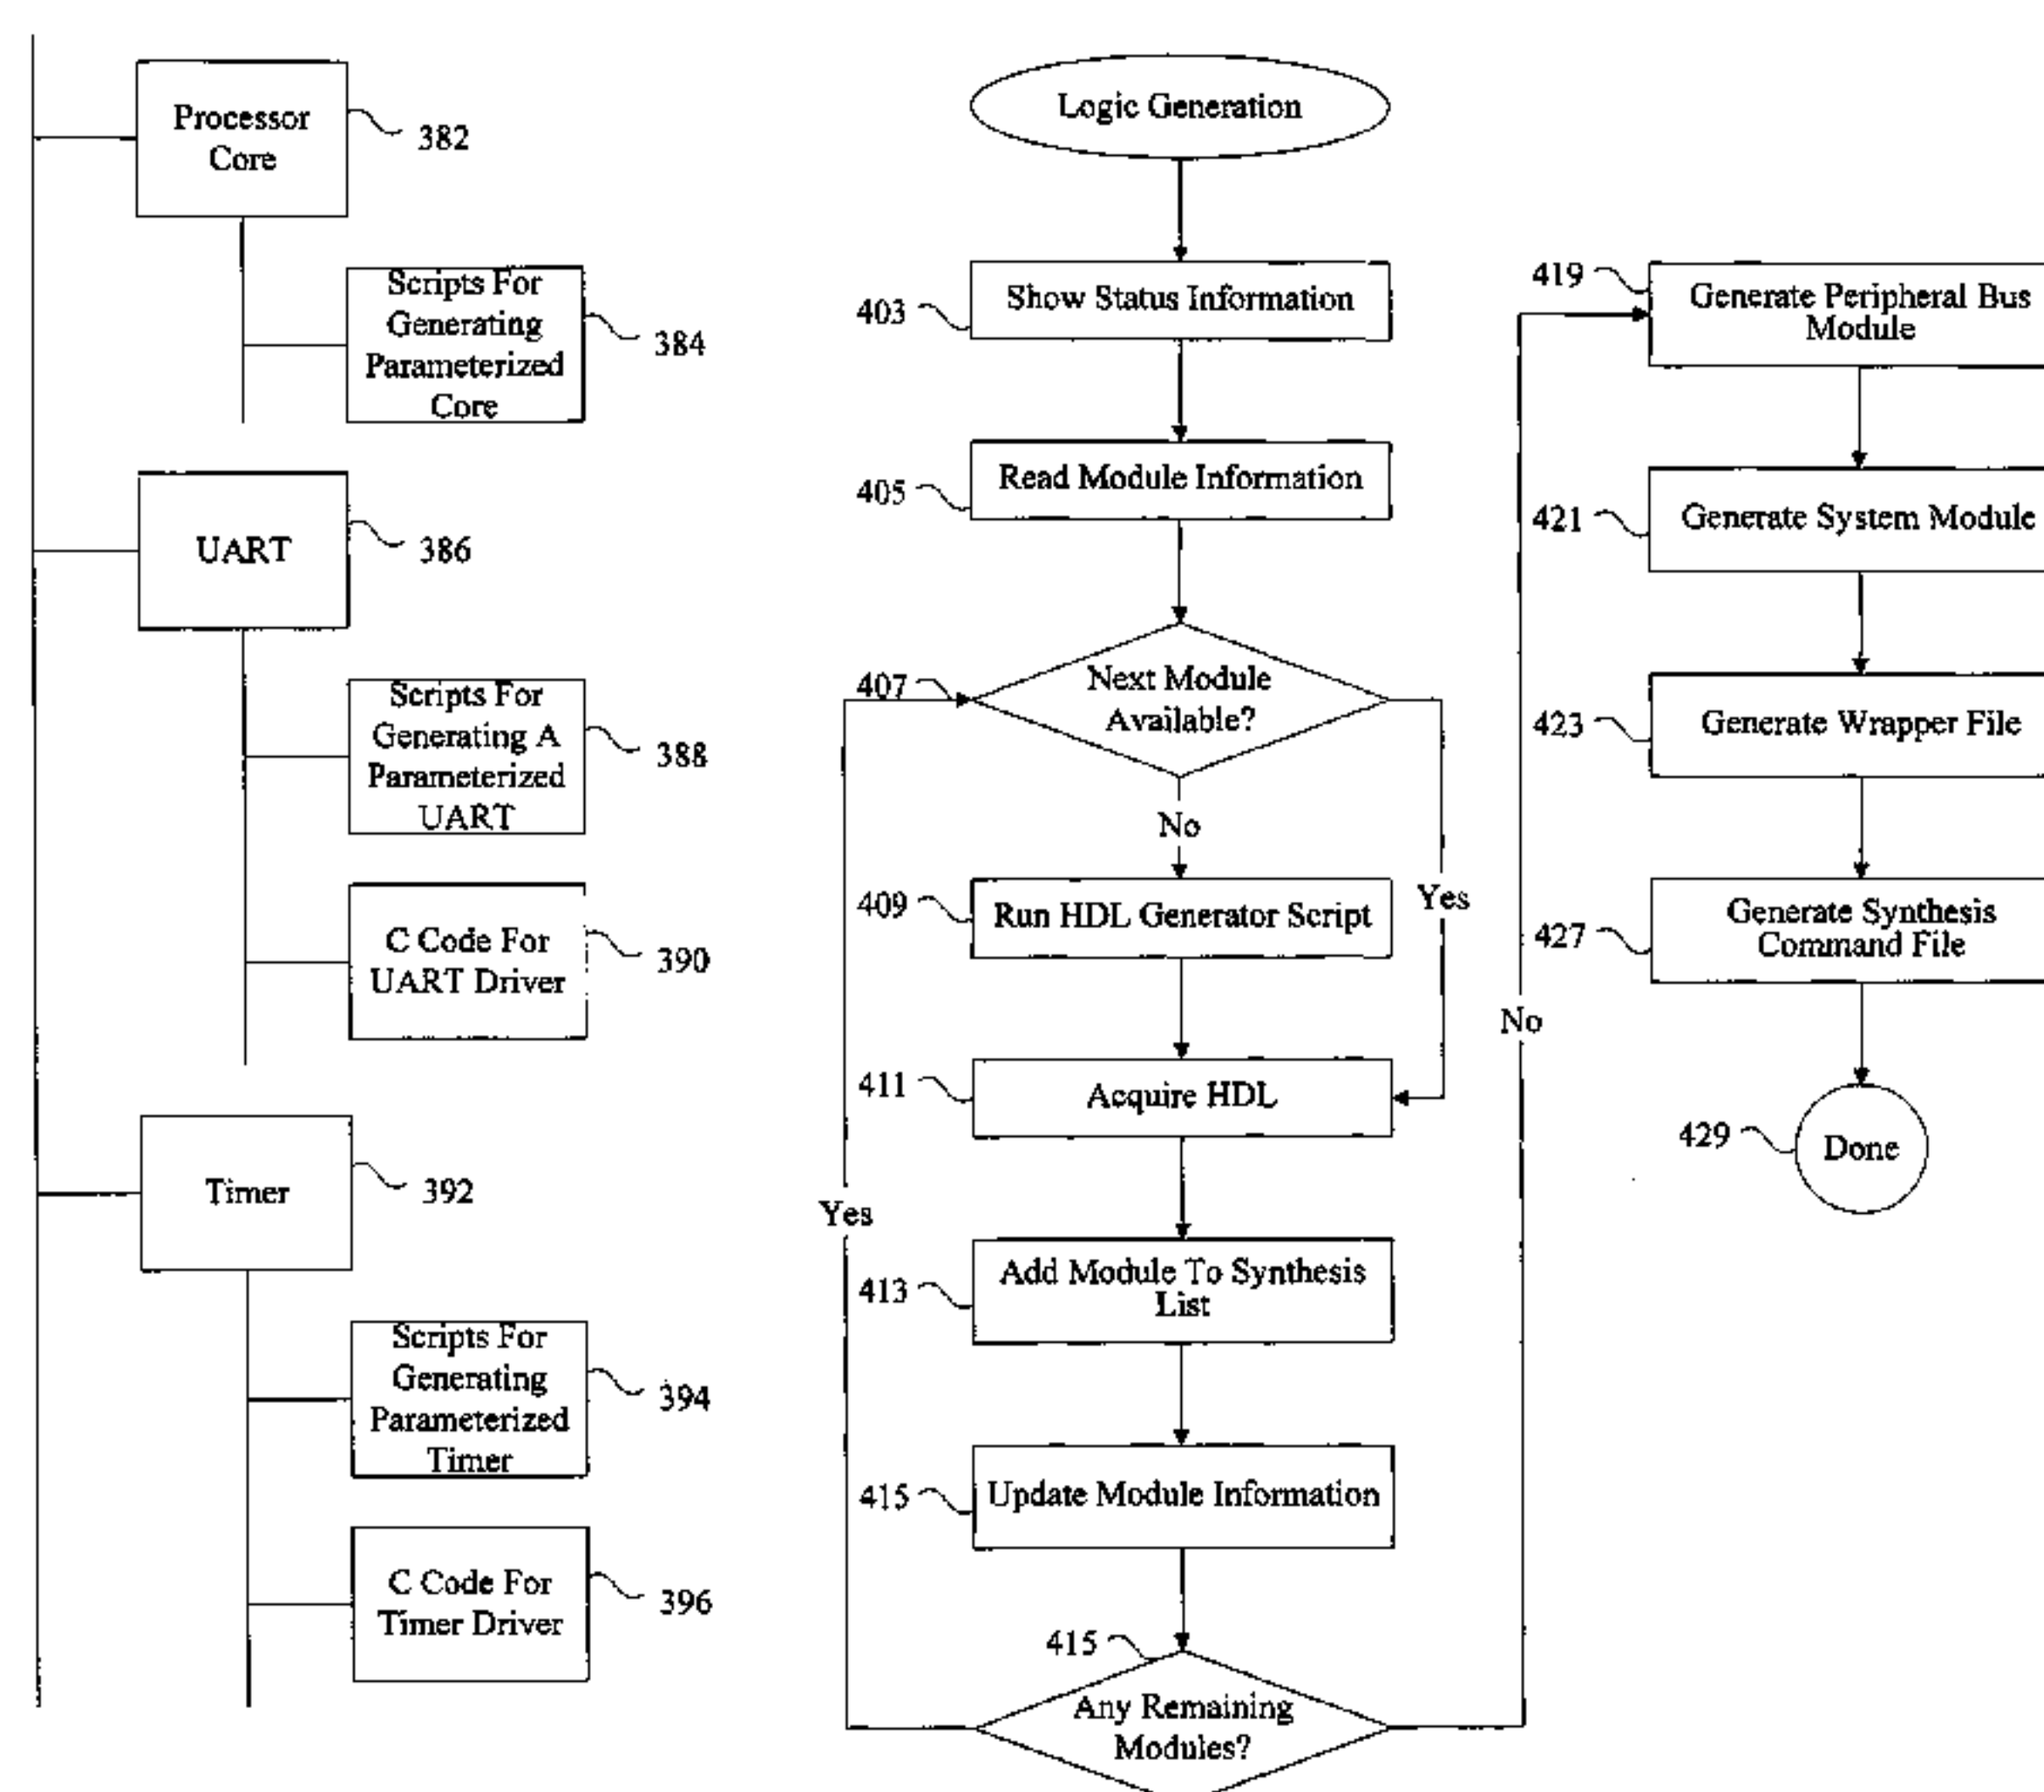 Processor
Core
382
Scripts For
Generating
Parameterized
Core
384
UART
386
Scripts For
Generating A
Parameterized
UART
388
C Code For
UART Driver
390
Timer
392
Scripts For
Generating
Parameterized
Timer
394
C Code For
Timer Driver
396
Logic Generation
403
Show Status Information
405
Read Module Information
407
Next Module
Available?
No
Yes
409
Run HDL Generator Script
411
Acquire HDL
Yes
413
Add Module To Synthesis
List
415
Update Module Information
415
Any Remaining
Modules?
No
419
Generate Peripheral Bus
Module
421
Generate System Module
423
Generate Wrapper File
427
Generate Synthesis
Command File
429
Done